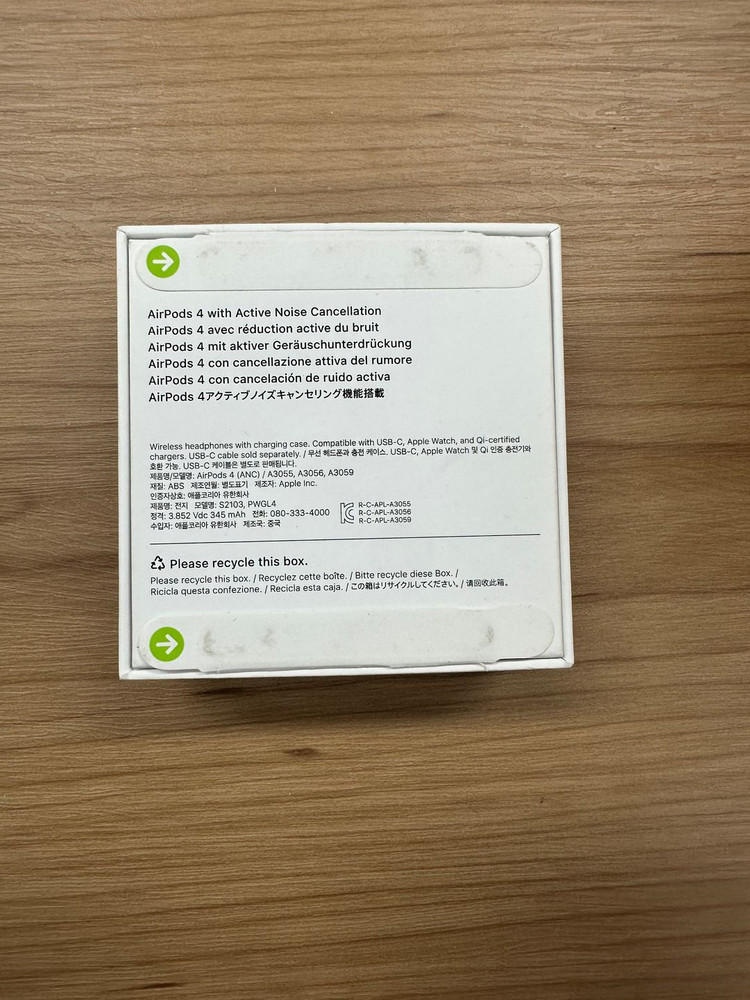 AirPods 4 with Active Noise Cancellation
AirPods 4 avec réduction active du bruit
AirPods 4 mit aktiver Geräuschunterdrückung
AirPods 4 con cancellazione attiva del rumore
AirPods 4 con cancelación de ruido activa
AirPods 4アクティブノイズキャンセリング機能搭載
Wireless headphones with charging case. Compatible with USB-C, Apple Watch, and Qi-certified
chargers. USB-C cable sold separately. / 무선 헤드폰과 충전 케이스. USB-C, Apple Watch 및 Qi 인증 충전기와
호환 가능. USB-C 케이블은 별도로 판매됩니다.
제품명/모델명: AirPods 4 (ANC) / A3055, A3056, A3059
재질: ABS 제조연월: 별도표기 제조자: Apple Inc.
인증자상호: 애플코리아 유한회사
제품명: 전지 모델명: S2103, PWGL4
정격: 3.852 Vdc 345 mAh 전화: 080-333-4000
수입자: 애플코리아 유한회사 제조국: 중국
R-C-APL-A3055
R-C-APL-A3056
R-C-APL-A3059
Please recycle this box.
Please recycle this box. / Recyclez cette boîte. / Bitte recycle diese Box. /
Ricicla questa confezione. / Recicla esta caja. / この箱はリサイクルしてください。/ 请回收此箱。